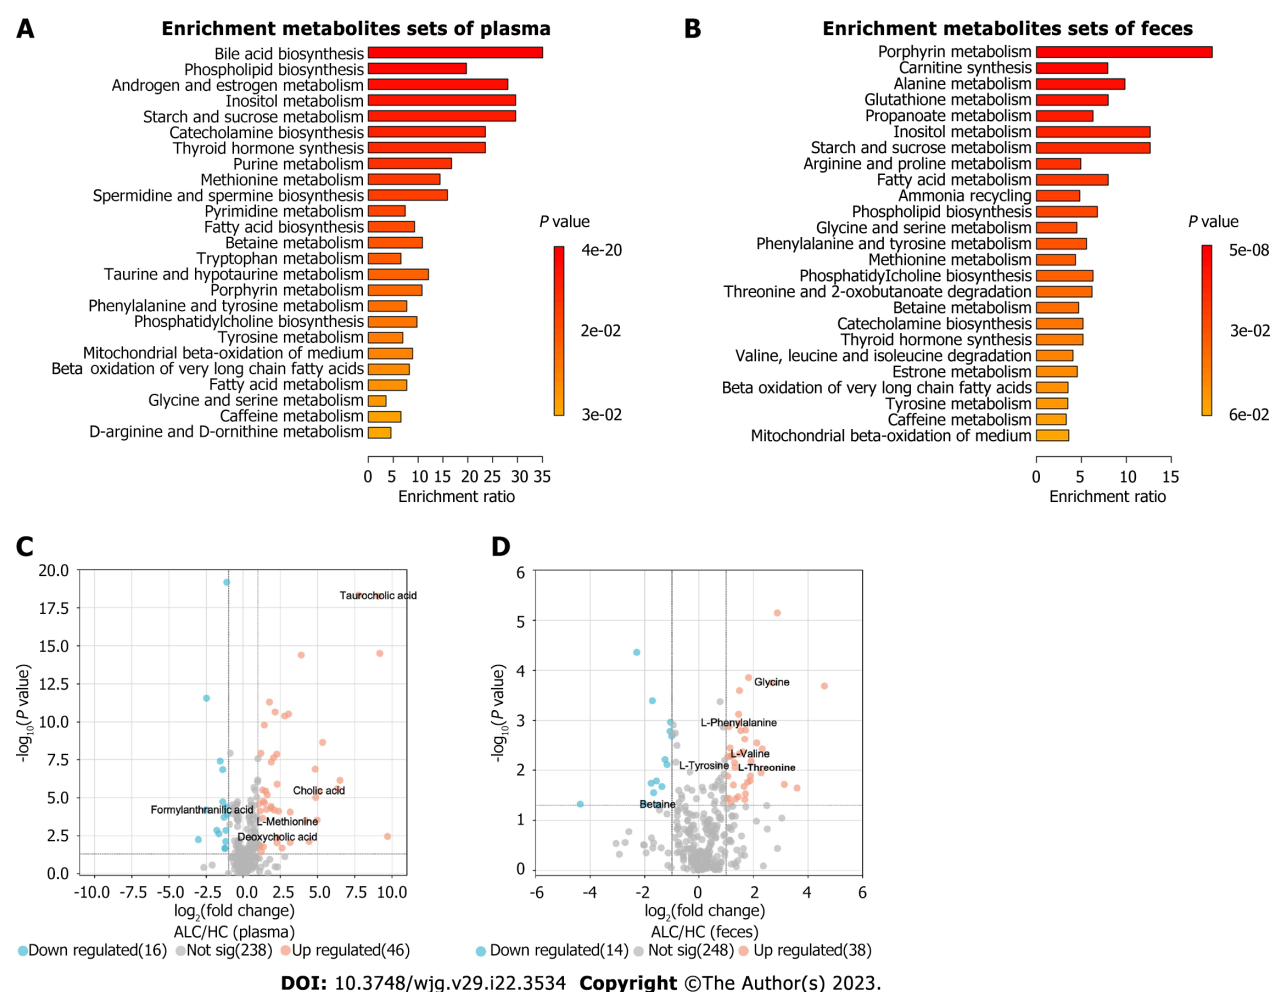 A
Enrichment metabolites sets of plasma
Bile acid biosynthesis
Phospholipid biosynthesis
Androgen and estrogen metabolism
Inositol metabolism
Starch and sucrose metabolism
Catecholamine biosynthesis
Thyroid hormone synthesis
Purine metabolism
Methionine metabolism
Spermidine and spermine biosynthesis
Pyrimidine metabolism
Fatty acid biosynthesis
Betaine metabolism
Tryptophan metabolism
Taurine and hypotaurine metabolism
Porphyrin metabolism
Phenylalanine and tyrosine metabolism
Phosphatidylcholine biosynthesis
Tyrosine metabolism
Mitochondrial beta-oxidation of medium
Beta oxidation of very long chain fatty acids
Fatty acid metabolism
Glycine and serine metabolism
Caffeine metabolism
D-arginine and D-ornithine metabolism
0 5 10 15 20 25 30 35
Enrichment ratio
P value
4e-20
2e-02
3e-02
B
Enrichment metabolites sets of feces
Porphyrin metabolism
Carnitine synthesis
Alanine metabolism
Glutathione metabolism
Propanoate metabolism
Inositol metabolism
Starch and sucrose metabolism
Arginine and proline metabolism
Fatty acid metabolism
Ammonia recycling
Phospholipid biosynthesis
Glycine and serine metabolism
Phenylalanine and tyrosine metabolism
Methionine metabolism
Phosphatidylcholine biosynthesis
Threonine and 2-oxobutanoate degradation
Betaine metabolism
Catecholamine biosynthesis
Thyroid hormone synthesis
Valine, leucine and isoleucine degradation
Estrone metabolism
Beta oxidation of very long chain fatty acids
Tyrosine metabolism
Caffeine metabolism
Mitochondrial beta-oxidation of medium
0 5 10 15
Enrichment ratio
P value
5e-08
3e-02
6e-02
C
-log10(P value)
20.0
17.5
15.0
12.5
10.0
7.5
5.0
2.5
0.0
Taurocholic acid
Cholic acid
Formylanthranilic acid
L-Methionine
Deoxycholic acid
-10.0 -7.5 -5.0 -2.5 0.0 2.5 5.0 7.5 10.0
log2(fold change)
ALC/HC (plasma)
Down regulated(16) Not sig(238) Up regulated(46)
D
-log10(P value)
6
5
4
3
2
1
0
Glycine
L-Phenylalanine
L-Valine
L-Tyrosine
L-Threonine
Betaine
-6 -4 -2 0 2 4 6
log2(fold change)
ALC/HC (feces)
Down regulated(14) Not sig(248) Up regulated(38)
DOI: 10.3748/wjg.v29.i22.3534 Copyright ©The Author(s) 2023.